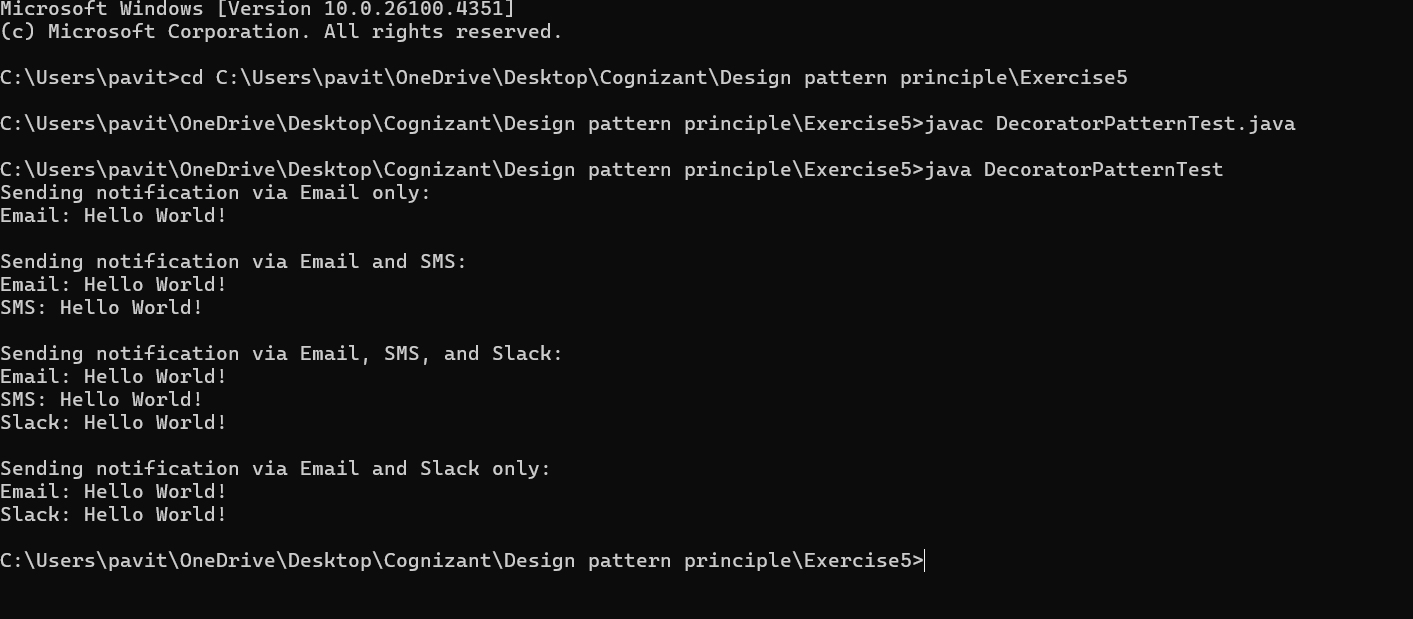 Microsoft Windows [Version 10.0.26100.4351]
(c) Microsoft Corporation. All rights reserved.
C:\Users\pavit>cd C:\Users\pavit\OneDrive\Desktop\Cognizant\Design pattern principle\Exercise5
C:\Users\pavit\OneDrive\Desktop\Cognizant\Design pattern principle\Exercise5>javac DecoratorPatternTest.java
C:\Users\pavit\OneDrive\Desktop\Cognizant\Design pattern principle\Exercise5>java DecoratorPatternTest
Sending notification via Email only:
Email: Hello World!
Sending notification via Email and SMS:
Email: Hello World!
SMS: Hello World!
Sending notification via Email, SMS, and Slack:
Email: Hello World!
SMS: Hello World!
Slack: Hello World!
Sending notification via Email and Slack only:
Email: Hello World!
Slack: Hello World!
C:\Users\pavit\OneDrive\Desktop\Cognizant\Design pattern principle\Exercise5>